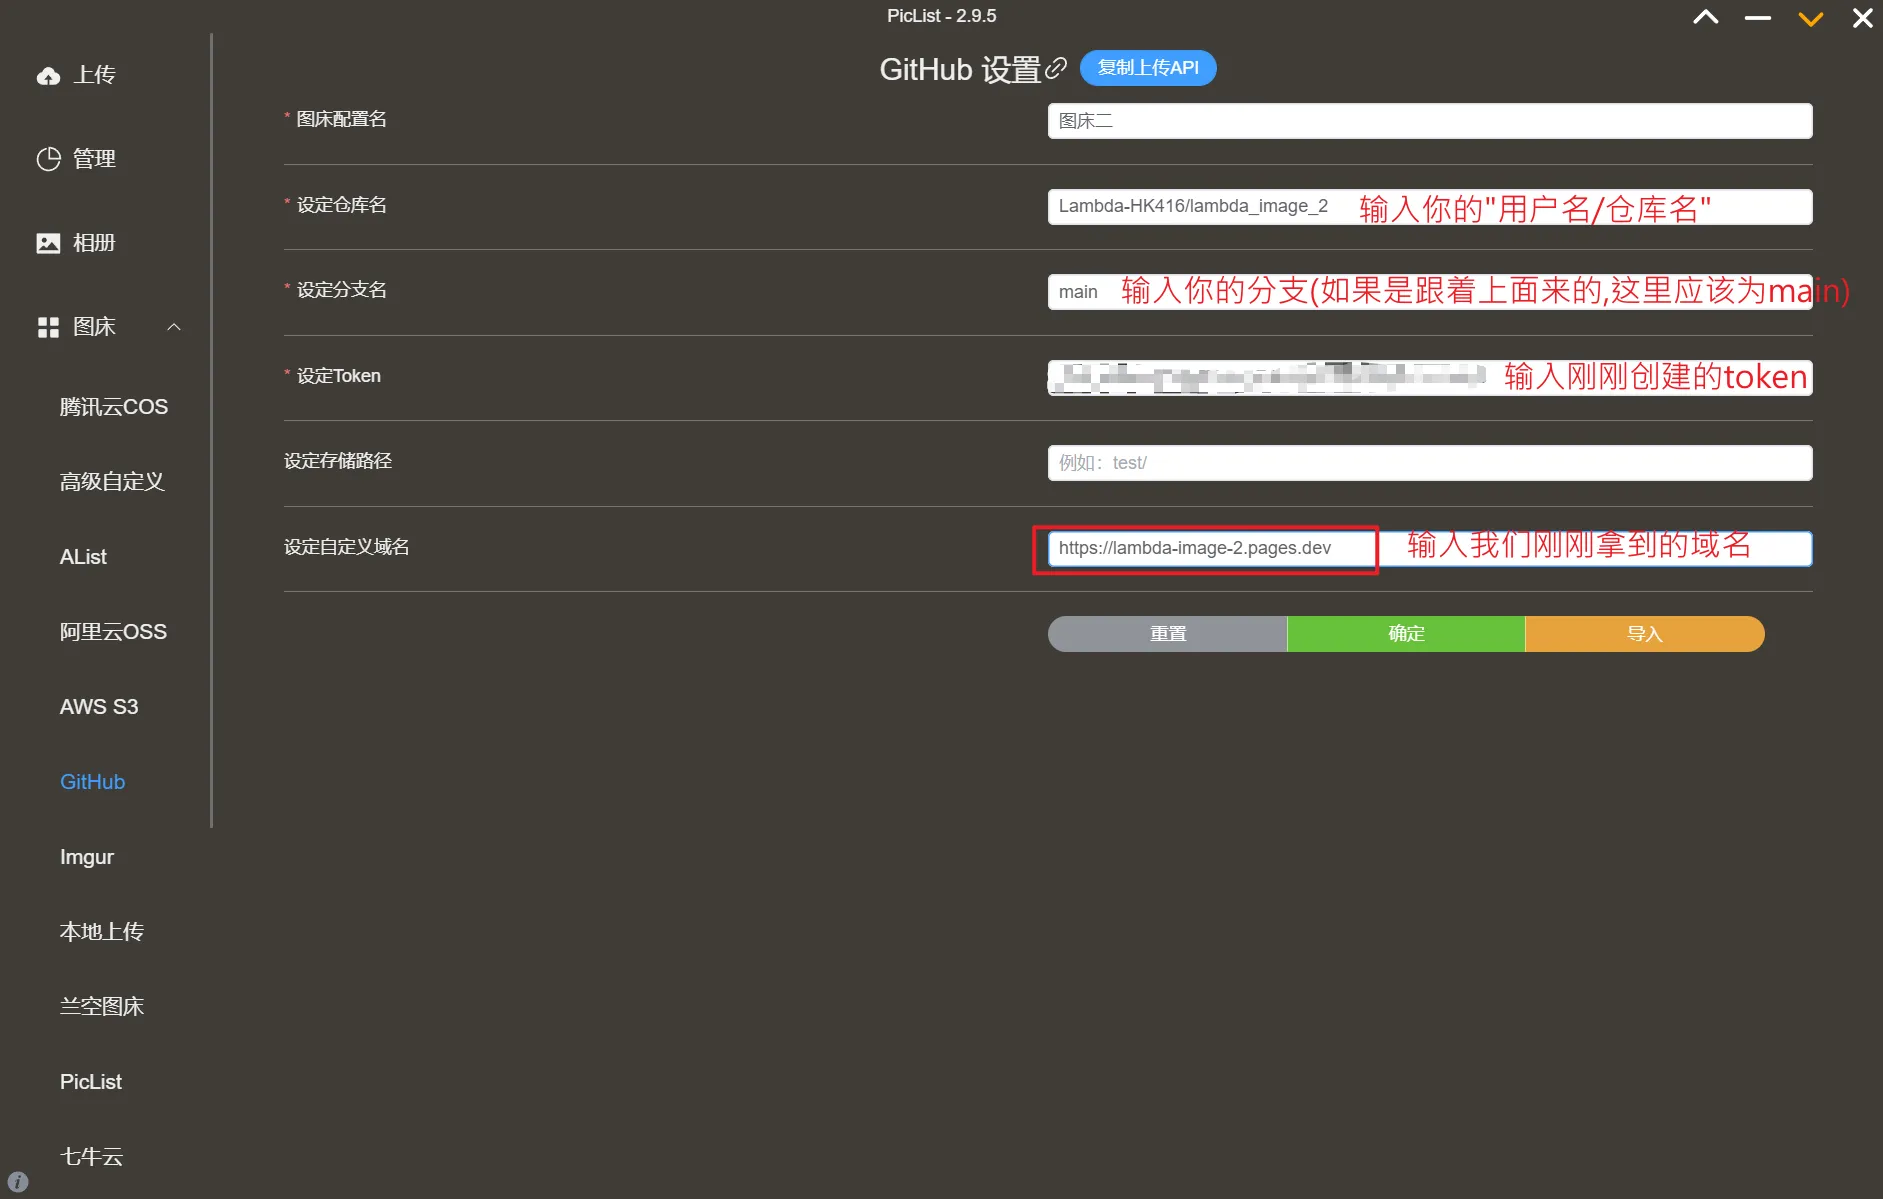 PicList - 2.9.5
GitHub 设置
复制上传API
上传
管理
相册
图床
腾讯云COS
高级自定义
AList
阿里云OSS
AWS S3
GitHub
Imgur
本地上传
兰空图床
PicList
七牛云
* 图床配置名
图床二
* 设定仓库名
Lambda-HK416/lambda_image_2 输入你的"用户名/仓库名"
* 设定分支名
main 输入你的分支(如果是跟着上面来的,这里应该为main)
* 设定Token
输入刚刚创建的token
设定存储路径
例如：test/
设定自定义域名
https://lambda-image-2.pages.dev 输入我们刚刚拿到的域名
重置 确定 导入